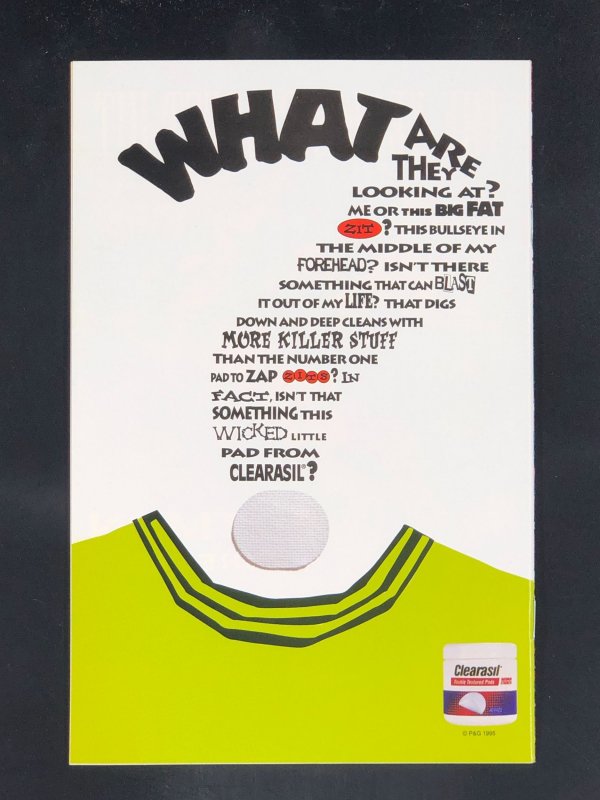 WHAT ARE
THEY
LOOKING AT?
ME OR THIS BIG FAT
ZIT? THIS BULLSEYE IN
THE MIDDLE OF MY
FOREHEAD? ISN'T THERE
SOMETHING THAT CAN BLAST
IT OUT OF MY LIFE? THAT DIGS
DOWN AND DEEP CLEANS WITH
MORE KILLER STUFF
THAN THE NUMBER ONE
PAD TO ZAP ZITS? IN
FACT, ISN'T THAT
SOMETHING THIS
WICKED LITTLE
PAD FROM
CLEARASIL®?
Clearasil
Double Textured Pads
© P&G 1995